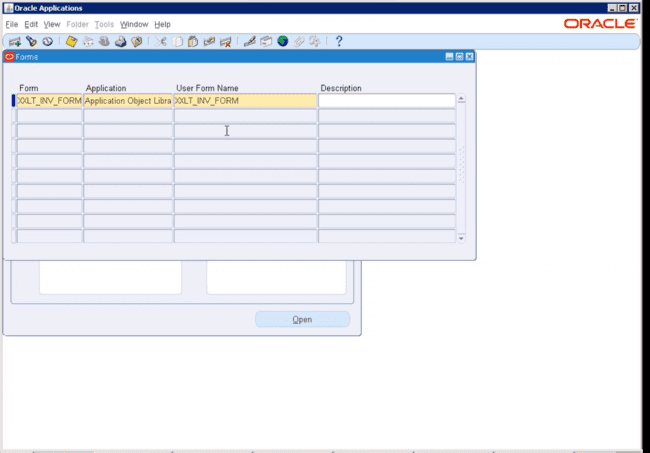 Oracle Applications
File Edit View Folder Tools Window Help
ORACLE
?
Forms
Form Application User Form Name Description
XXLT_INV_FORM Application Object Libra XXLT_INV_FORM
Open